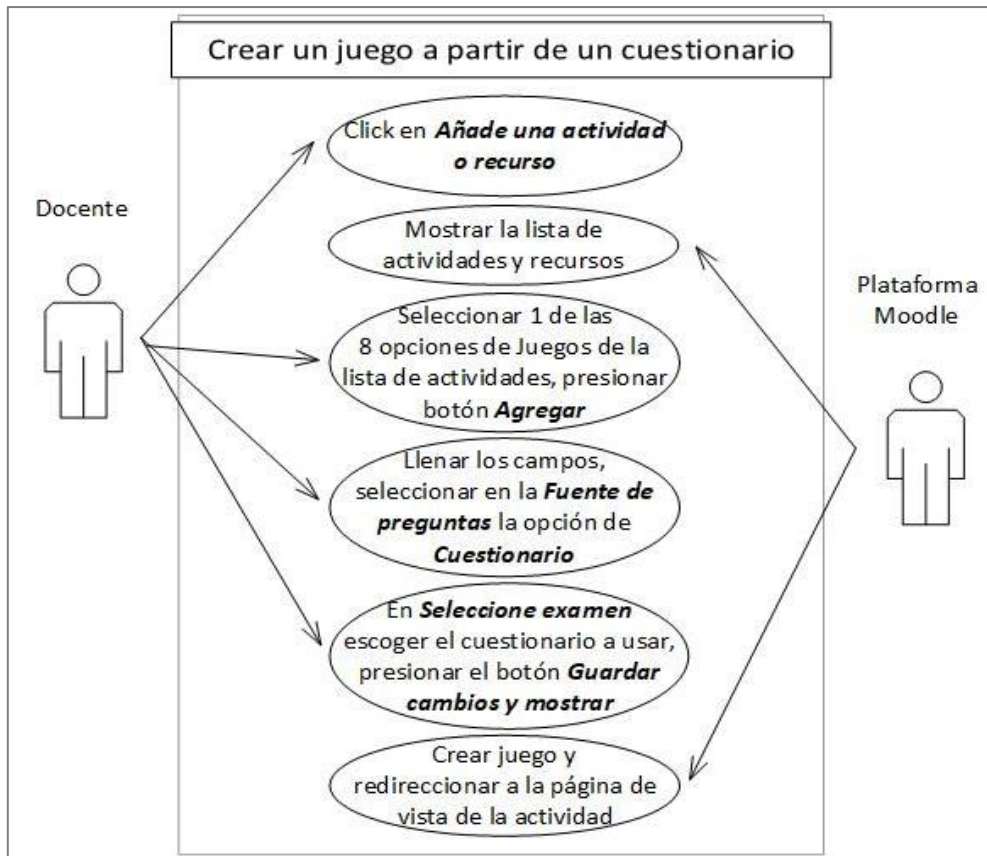 Crear un juego a partir de un cuestionario
Click en Añade una actividad
o recurso
Docente
Mostrar la lista de
actividades y recursos
Plataforma
Moodle
Seleccionar 1 de las
8 opciones de Juegos de la
lista de actividades, presionar
botón Agregar
Llenar los campos,
seleccionar en la Fuente de
preguntas la opción de
Cuestionario
En Seleccione examen
escoger el cuestionario a usar,
presionar el botón Guardar
cambios y mostrar
Crear juego y
redireccionar a la página de
vista de la actividad